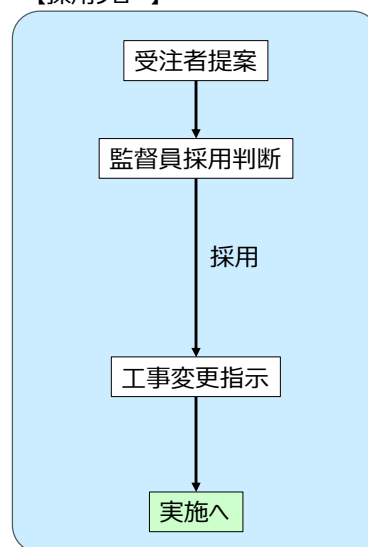 受注者提案
監督員採用判断
採用
工事変更指示
実施へ